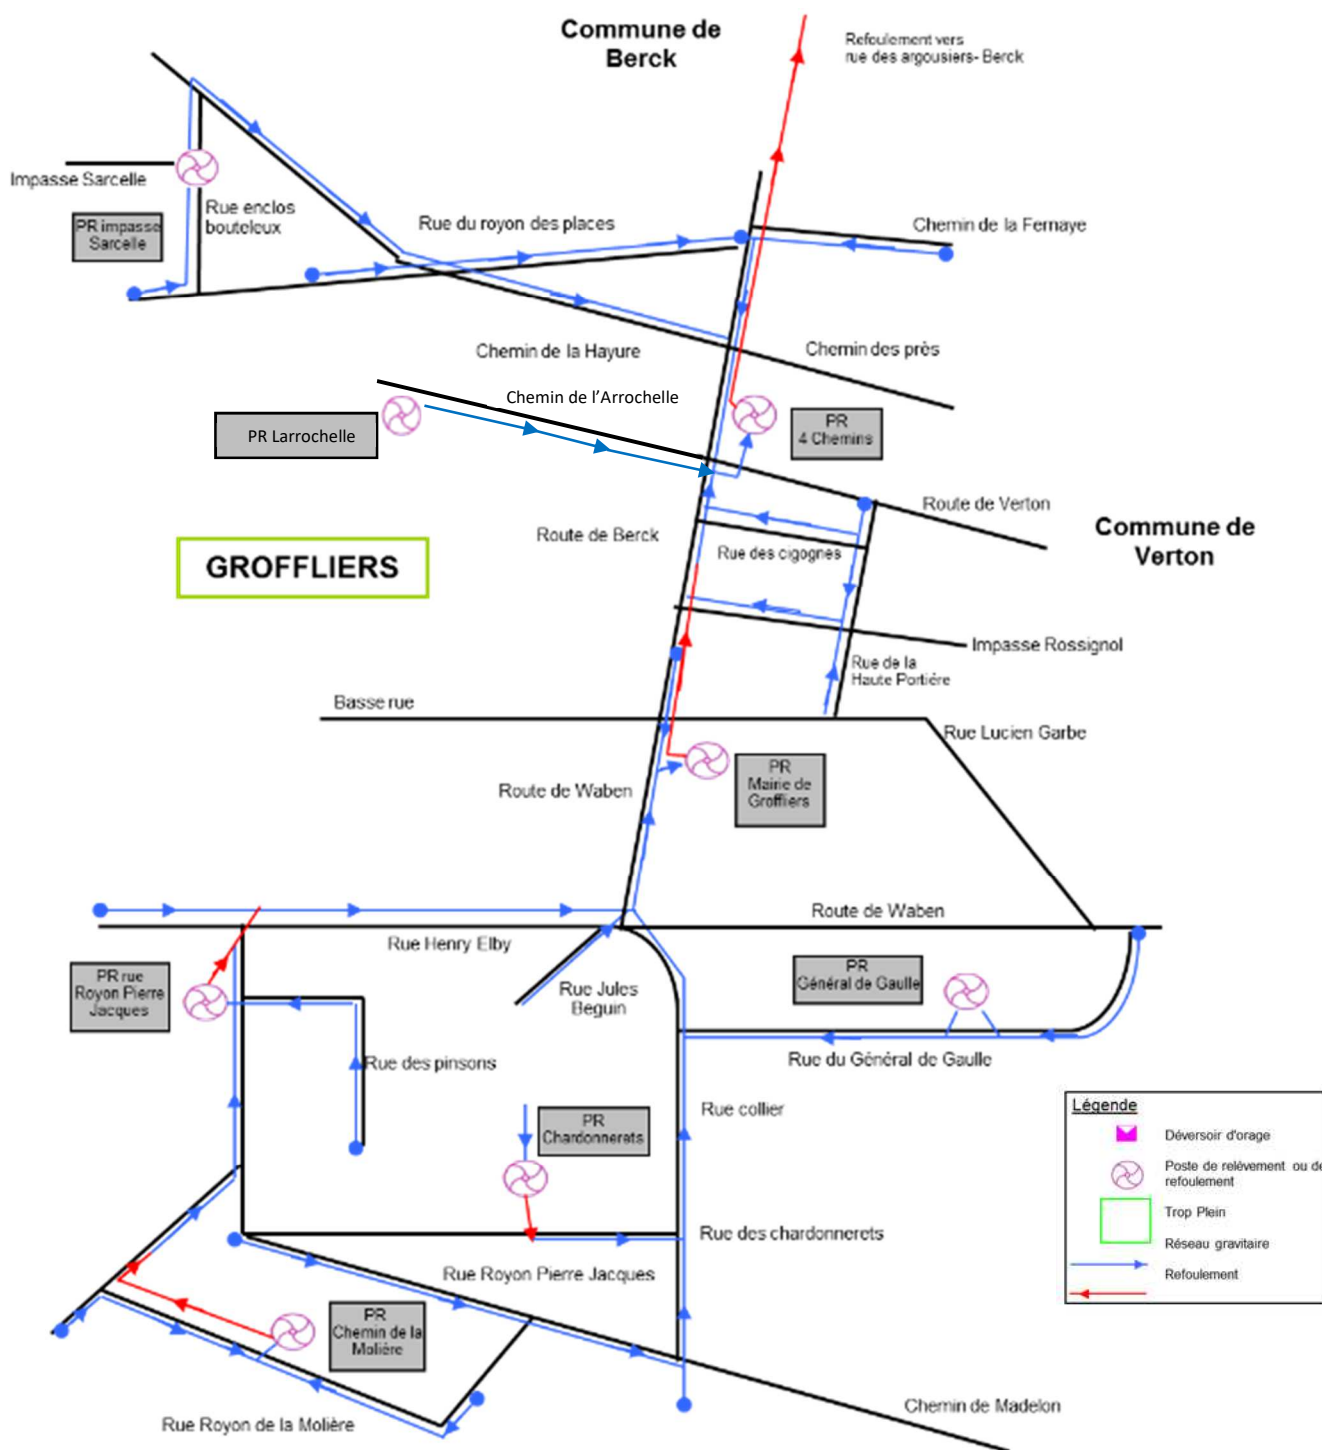 Commune de
Berck
Refoulement vers
rue des argousiers- Berck
Impasse Sarcelle
PR impasse
Sarcelle
Rue enclos
bouteleux
Rue du royon des places
Chemin de la Fernaye
Chemin de la Hayure
Chemin des près
Chemin de l'Arrochelle
PR Larrochelle
PR
4 Chemins
Route de Verton
Commune de
Verton
Route de Berck
Rue des cigognes
GROFFLIERS
Impasse Rossignol
Rue de la
Haute Portiére
Basse rue
Rue Lucien Garbe
PR
Mairie de
Groffliers
Route de Waben
Route de Waben
Rue Henry Elby
PR rue
Royon Pierre
Jacques
Rue Jules
Beguin
PR
Général de Gaulle
Rue du Général de Gaulle
Rue des pinsons
Rue collier
PR
Chardonnerets
Légende
Déversoir d'orage
Poste de relèvement ou de
refoulement
Trop Plein
Réseau gravitaire
Refoulement
Rue des chardonnerets
Rue Royon Pierre Jacques
PR
Chemin de la
Molière
Rue Royon de la Molière
Chemin de Madelon